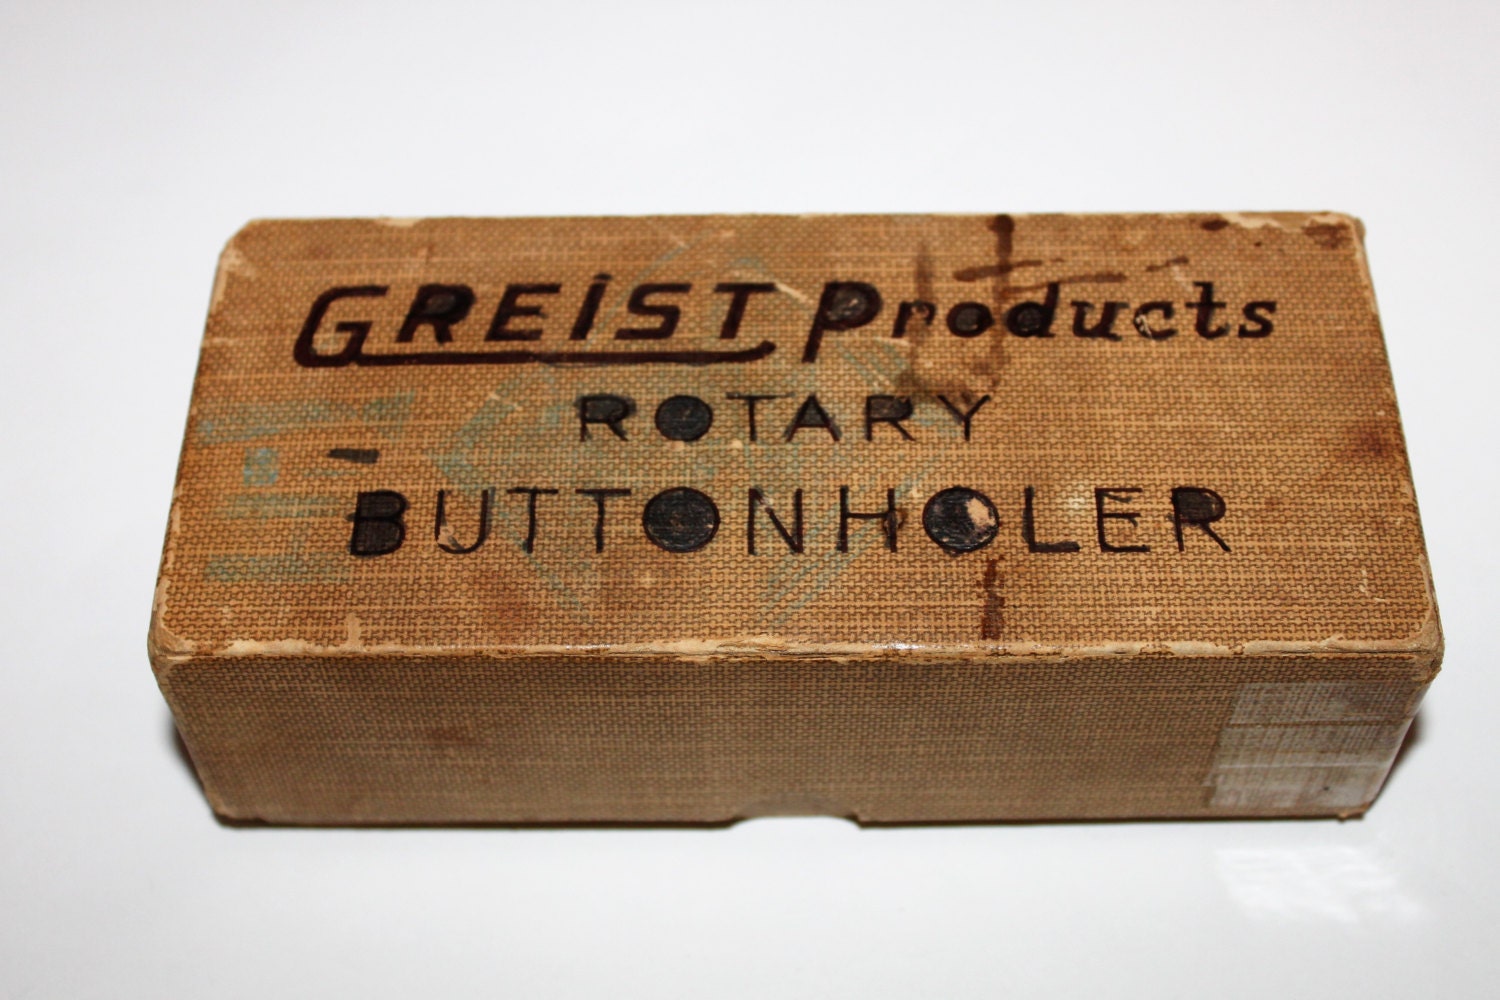 GREiST Products
ROTARY
BUTTONHOLER